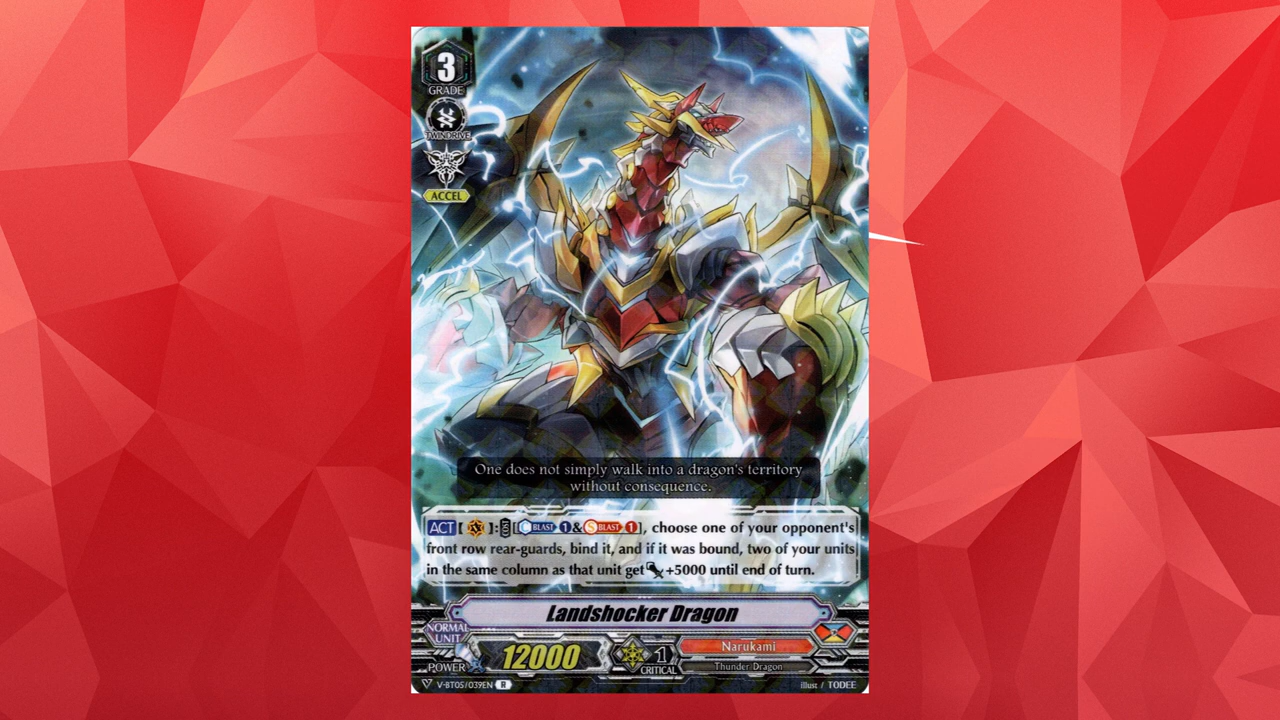 3
GRADE
TWINDRIVE
ACCEL
One does not simply walk into a dragon's territory
without consequence.
ACT [ ]: 1/Turn [C BLAST 1 & S BLAST 1], choose one of your opponent's
front row rear-guards, bind it, and if it was bound, two of your units
in the same column as that unit get +5000 until end of turn.
Landshocker Dragon
NORMAL
UNIT
POWER 12000
1
CRITICAL
Narukami
Thunder Dragon
V-BT05/039EN R
illust / TODEE